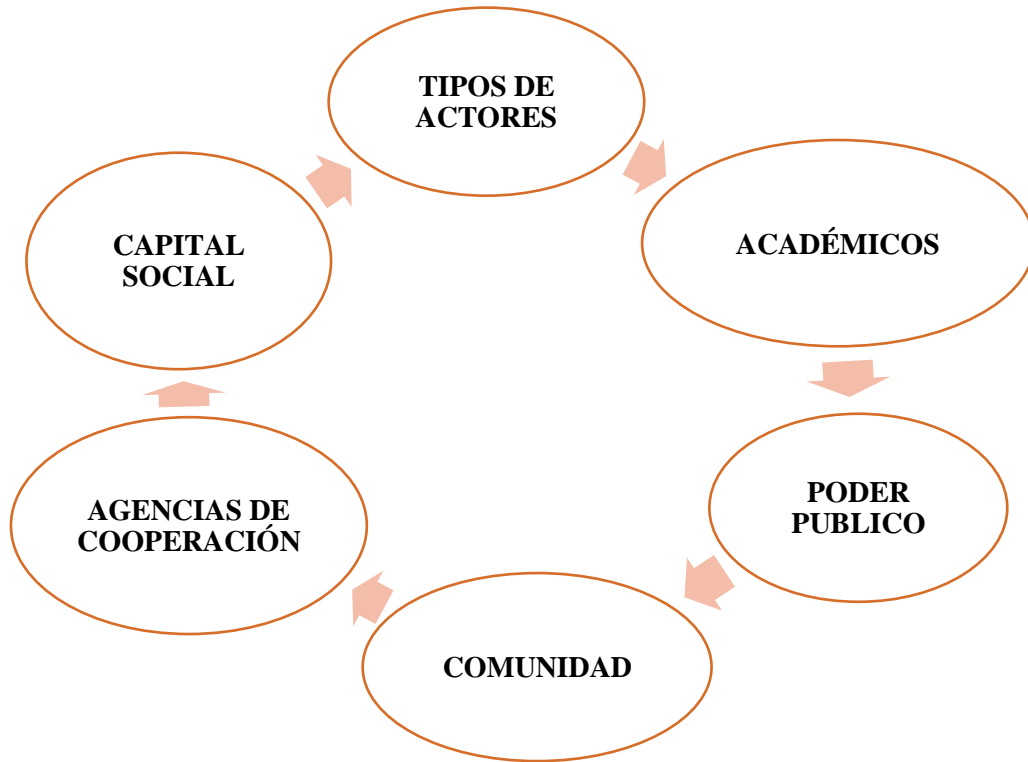 TIPOS DE
ACTORES
ACADÉMICOS
PODER
PUBLICO
COMUNIDAD
AGENCIAS DE
COOPERACIÓN
CAPITAL
SOCIAL